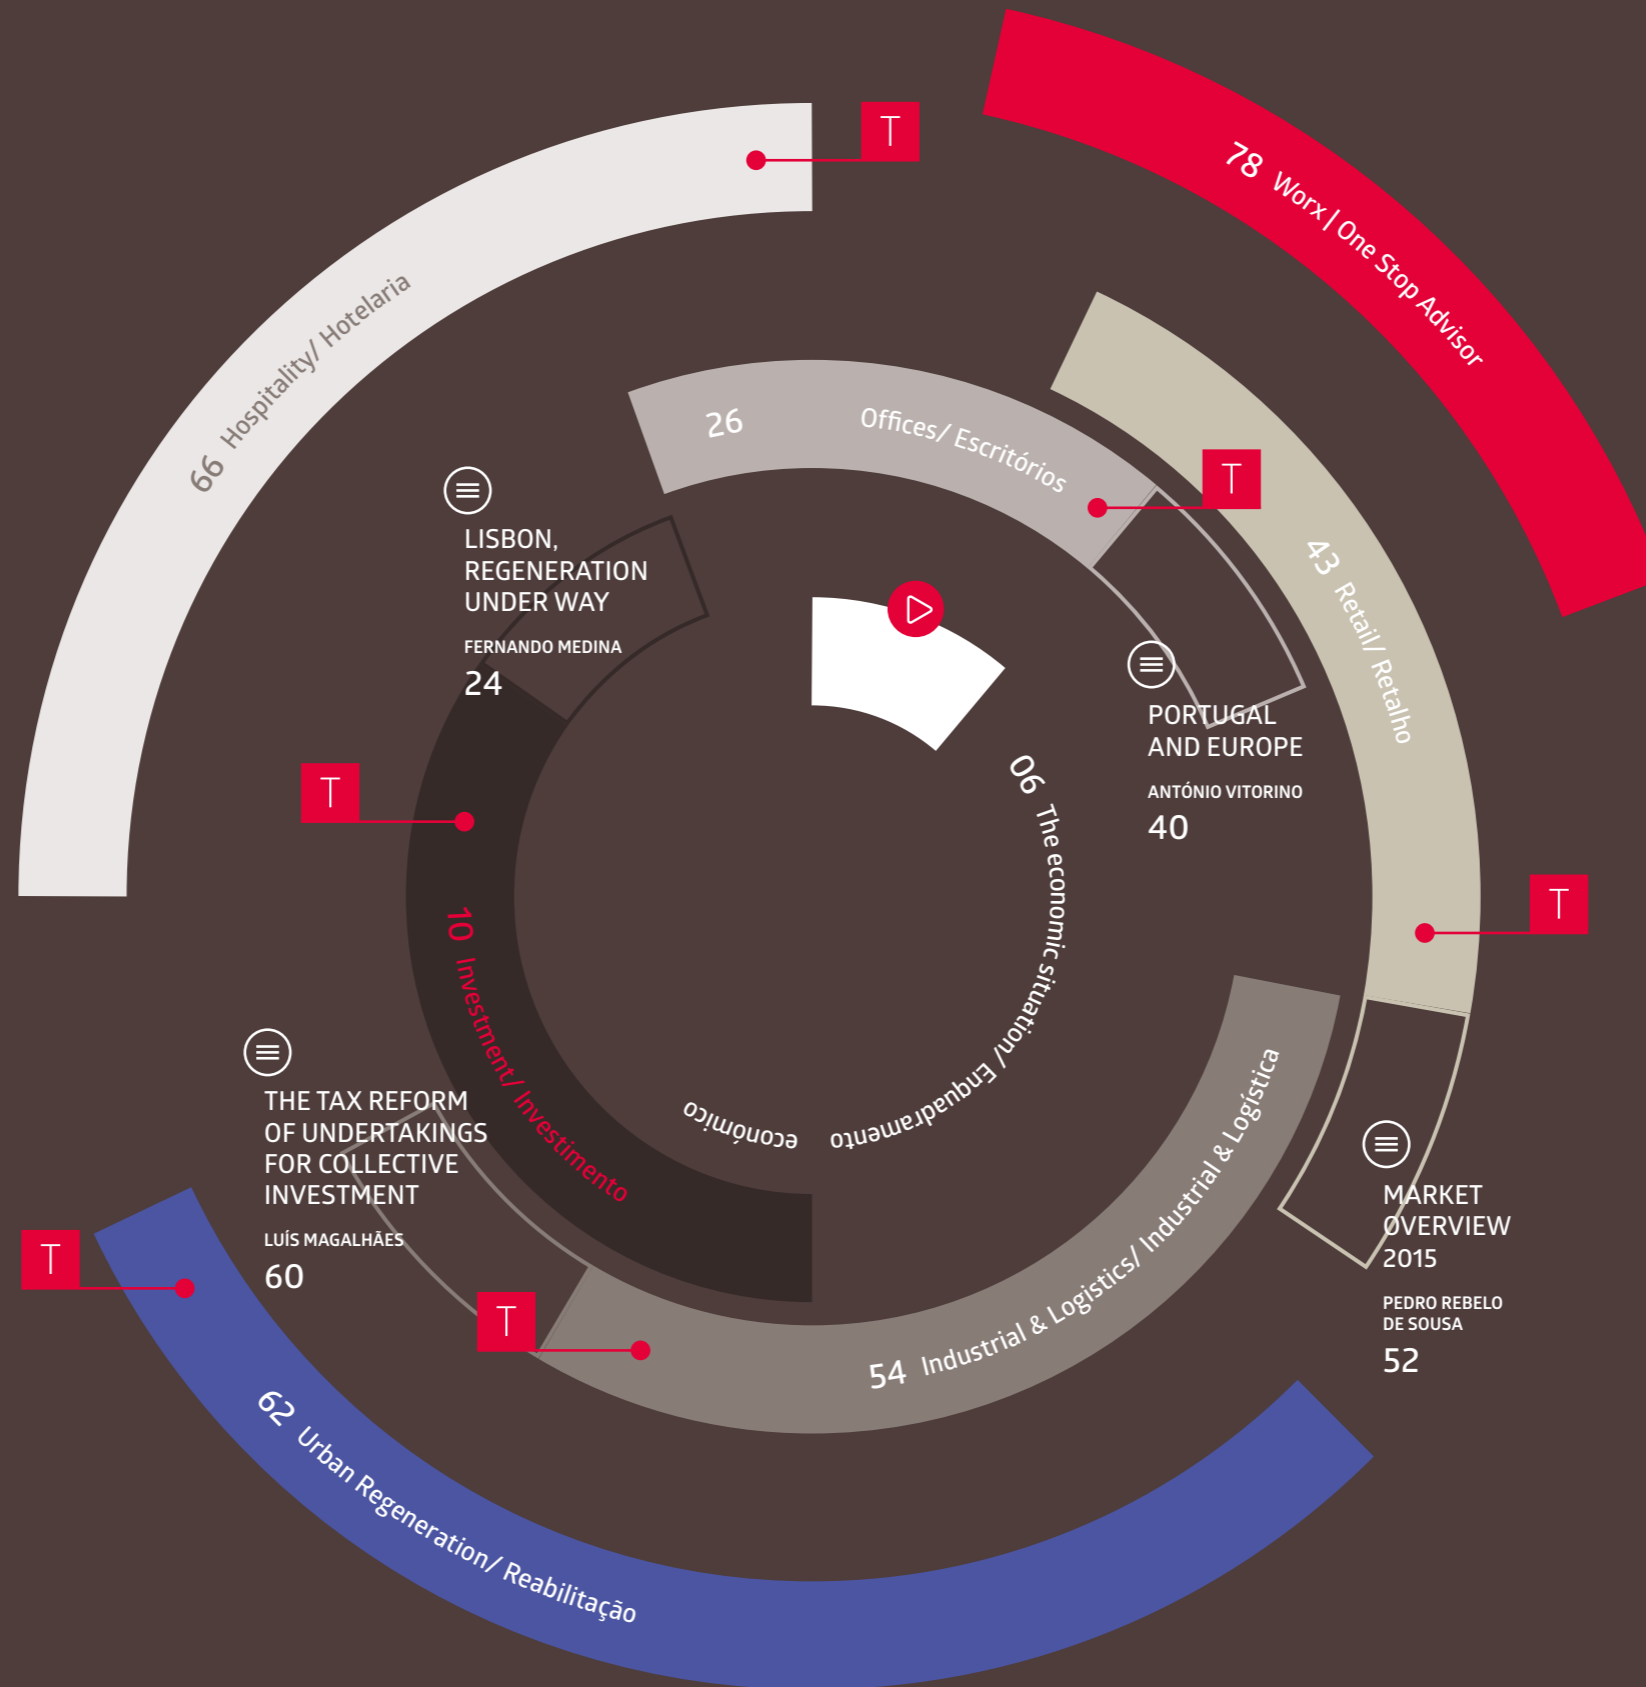 T
78 Worx | One Stop Advisor
66 Hospitality/ Hotelaria
26 Offices/ Escritórios
T
43 Retail/ Retalho
LISBON,
REGENERATION
UNDER WAY
FERNANDO MEDINA
24
PORTUGAL
AND EUROPE
ANTÓNIO VITORINO
40
06 The economic situation/ Enquadramento
económico
T
T
10 Investment/ Investimento
THE TAX REFORM
OF UNDERTAKINGS
FOR COLLECTIVE
INVESTMENT
LUÍS MAGALHÃES
60
54 Industrial & Logistics/ Industrial & Logística
MARKET
OVERVIEW
2015
PEDRO REBELO
DE SOUSA
52
T
T
62 Urban Regeneration/ Reabilitação